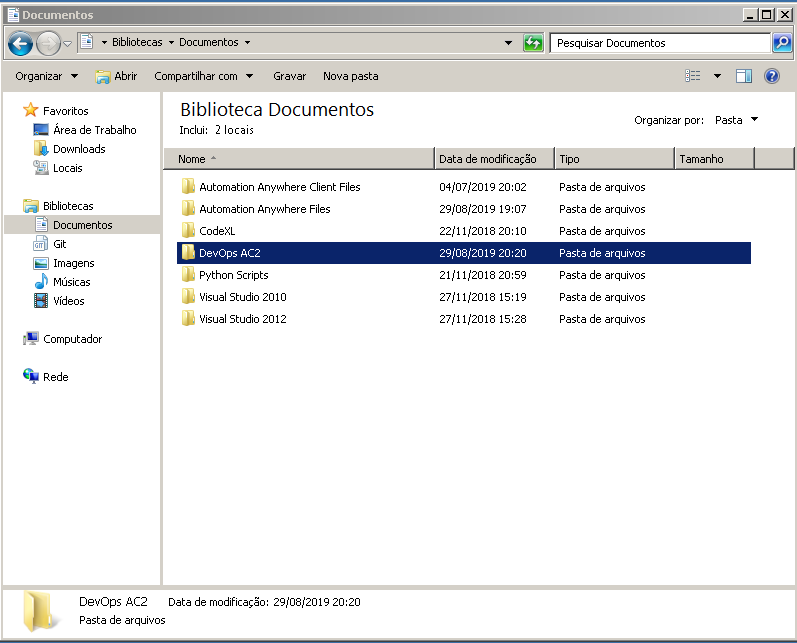 Documentos
Bibliotecas Documentos
Pesquisar Documentos
Organizar Abrir Compartilhar com Gravar Nova pasta
Favoritos
Área de Trabalho
Downloads
Locais
Bibliotecas
Documentos
Git
Imagens
Músicas
Vídeos
Computador
Rede
Biblioteca Documentos
Inclui: 2 locais
Organizar por: Pasta
Nome Data de modificação Tipo Tamanho
Automation Anywhere Client Files 04/07/2019 20:02 Pasta de arquivos
Automation Anywhere Files 29/08/2019 19:07 Pasta de arquivos
CodeXL 22/11/2018 20:10 Pasta de arquivos
DevOps AC2 29/08/2019 20:20 Pasta de arquivos
Python Scripts 21/11/2018 20:59 Pasta de arquivos
Visual Studio 2010 27/11/2018 15:19 Pasta de arquivos
Visual Studio 2012 27/11/2018 15:28 Pasta de arquivos
DevOps AC2 Data de modificação: 29/08/2019 20:20
Pasta de arquivos